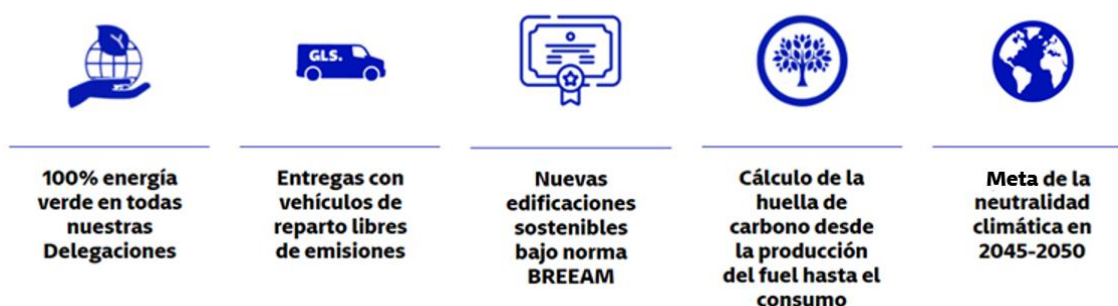 GLS.
100% energía
verde en todas
nuestras
Delegaciones
Entregas con
vehículos de
reparto libres
de emisiones
Nuevas
edificaciones
sostenibles
bajo norma
BREEAM
Cálculo de la
huella de
carbono desde
la producción
del fuel hasta el
consumo
Meta de la
neutralidad
climática en
2045-2050